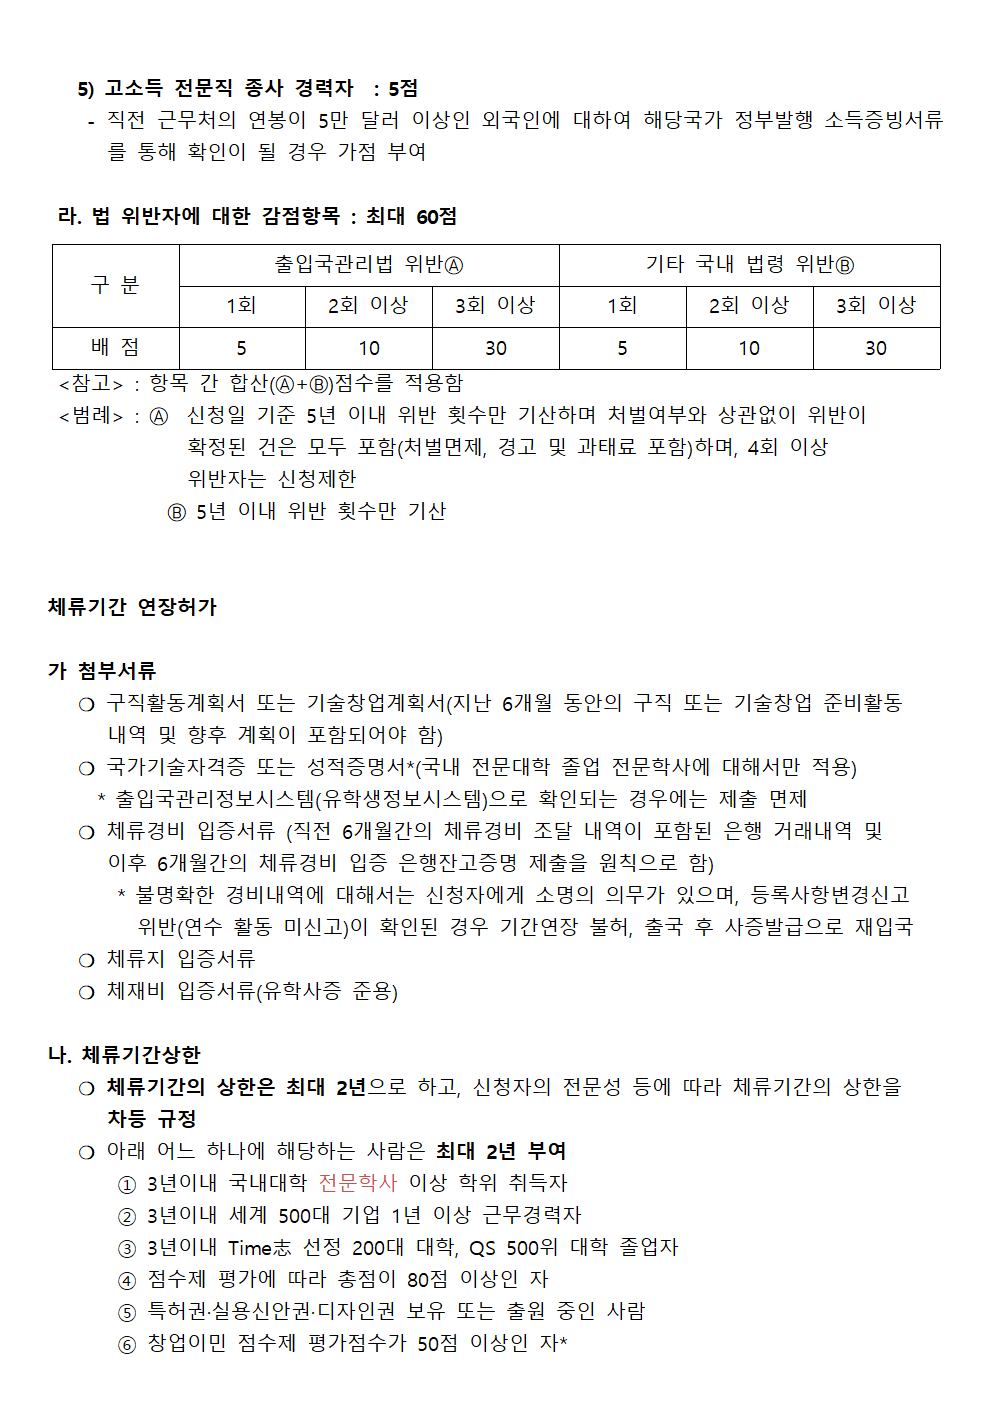 5) 고소득 전문직 종사 경력자 : 5점
- 직전 근무처의 연봉이 5만 달러 이상인 외국인에 대하여 해당국가 정부발행 소득증빙서류
를 통해 확인이 될 경우 가점 부여
라. 법 위반자에 대한 감점항목 : 최대 60점
구 분 출입국관리법 위반Ⓐ 기타 국내 법령 위반Ⓑ
1회 2회 이상 3회 이상 1회 2회 이상 3회 이상
배 점 5 10 30 5 10 30
<참고> : 항목 간 합산(Ⓐ+Ⓑ)점수를 적용함
<범례> : Ⓐ 신청일 기준 5년 이내 위반 횟수만 기산하며 처벌여부와 상관없이 위반이
확정된 건은 모두 포함(처벌면제, 경고 및 과태료 포함)하며, 4회 이상
위반자는 신청제한
Ⓑ 5년 이내 위반 횟수만 기산
체류기간 연장허가
가 첨부서류
❍ 구직활동계획서 또는 기술창업계획서(지난 6개월 동안의 구직 또는 기술창업 준비활동
내역 및 향후 계획이 포함되어야 함)
❍ 국가기술자격증 또는 성적증명서*(국내 전문대학 졸업 전문학사에 대해서만 적용)
* 출입국관리정보시스템(유학생정보시스템)으로 확인되는 경우에는 제출 면제
❍ 체류경비 입증서류 (직전 6개월간의 체류경비 조달 내역이 포함된 은행 거래내역 및
이후 6개월간의 체류경비 입증 은행잔고증명 제출을 원칙으로 함)
* 불명확한 경비내역에 대해서는 신청자에게 소명의 의무가 있으며, 등록사항변경신고
위반(연수 활동 미신고)이 확인된 경우 기간연장 불허, 출국 후 사증발급으로 재입국
❍ 체류지 입증서류
❍ 체재비 입증서류(유학사증 준용)
나. 체류기간상한
❍ 체류기간의 상한은 최대 2년으로 하고, 신청자의 전문성 등에 따라 체류기간의 상한을
차등 규정
❍ 아래 어느 하나에 해당하는 사람은 최대 2년 부여
① 3년이내 국내대학 전문학사 이상 학위 취득자
② 3년이내 세계 500대 기업 1년 이상 근무경력자
③ 3년이내 Time志 선정 200대 대학, QS 500위 대학 졸업자
④ 점수제 평가에 따라 총점이 80점 이상인 자
⑤ 특허권·실용신안권·디자인권 보유 또는 출원 중인 사람
⑥ 창업이민 점수제 평가점수가 50점 이상인 자*